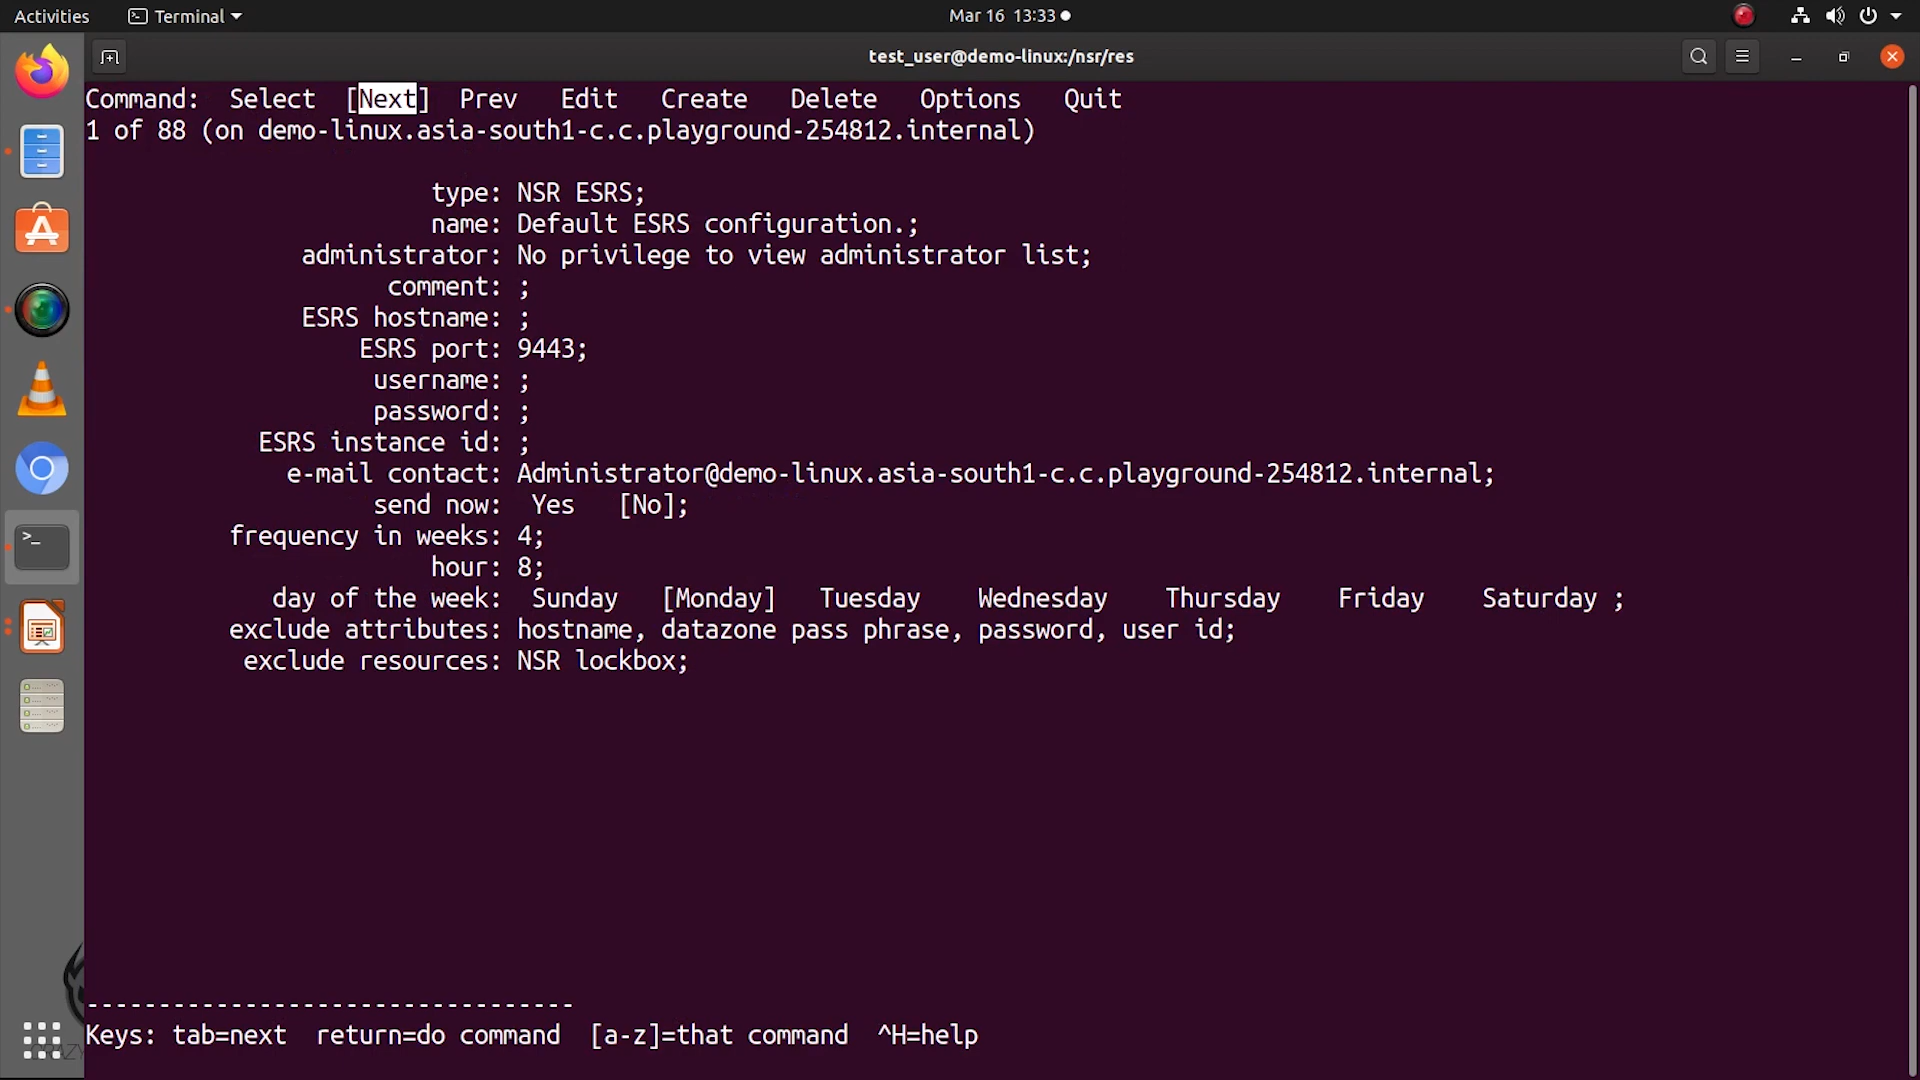 Activities Terminal Mar 16 13:33
test_user@demo-linux:/nsr/res
Command: Select [Next] Prev Edit Create Delete Options Quit
1 of 88 (on demo-linux.asia-south1-c.c.playground-254812.internal)
type: NSR ESRS;
name: Default ESRS configuration.;
administrator: No privilege to view administrator list;
comment: ;
ESRS hostname: ;
ESRS port: 9443;
username: ;
password: ;
ESRS instance id: ;
e-mail contact: Administrator@demo-linux.asia-south1-c.c.playground-254812.internal;
send now: Yes [No];
frequency in weeks: 4;
hour: 8;
day of the week: Sunday [Monday] Tuesday Wednesday Thursday Friday Saturday ;
exclude attributes: hostname, datazone pass phrase, password, user id;
exclude resources: NSR lockbox;
----------------------------------
Keys: tab=next return=do command [a-z]=that command ^H=help